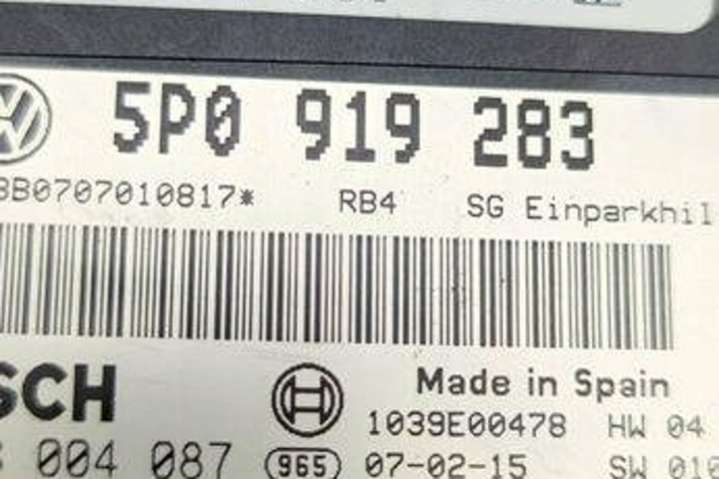 5P0 919 283
BB0707010817* RB4 SG Einparkhil
SCH Made in Spain
1039E00478 HW 04
004 087 965 07-02-15 SW 010